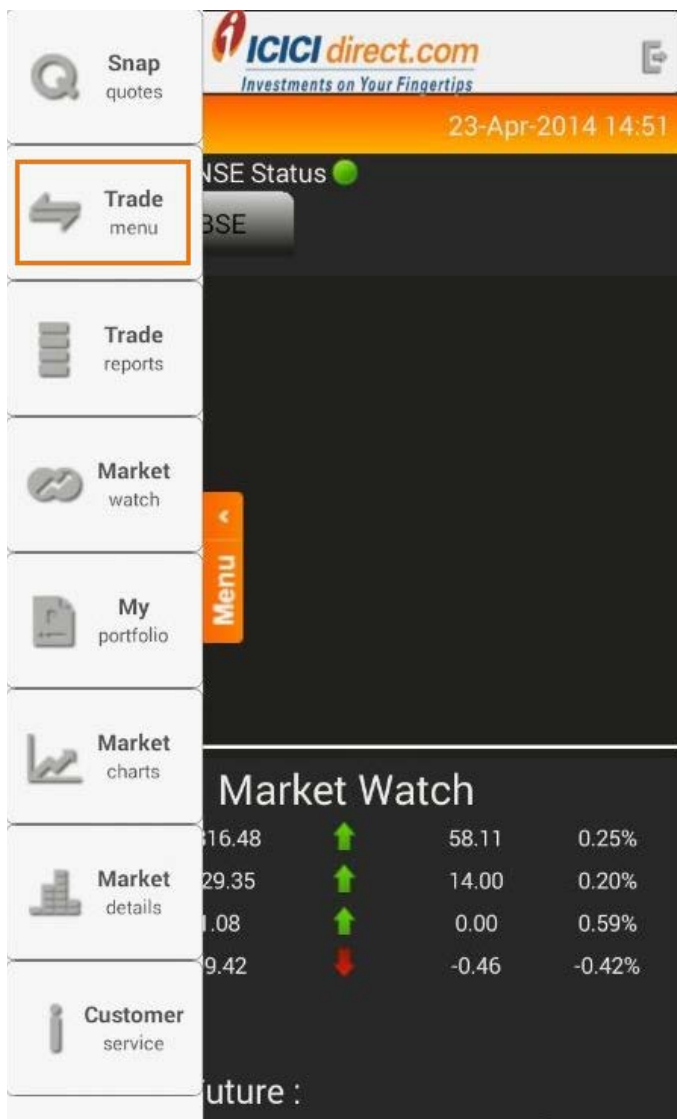 Snap
quotes
Trade
menu
Trade
reports
Market
watch
My
portfolio
Market
charts
Market
details
Customer
service
ICICI direct.com
Investments on Your Fingertips
23-Apr-2014 14:51
NSE Status
BSE
Menu
Market Watch
316.48 58.11 0.25%
29.35 14.00 0.20%
1.08 0.00 0.59%
9.42 -0.46 -0.42%
uture :